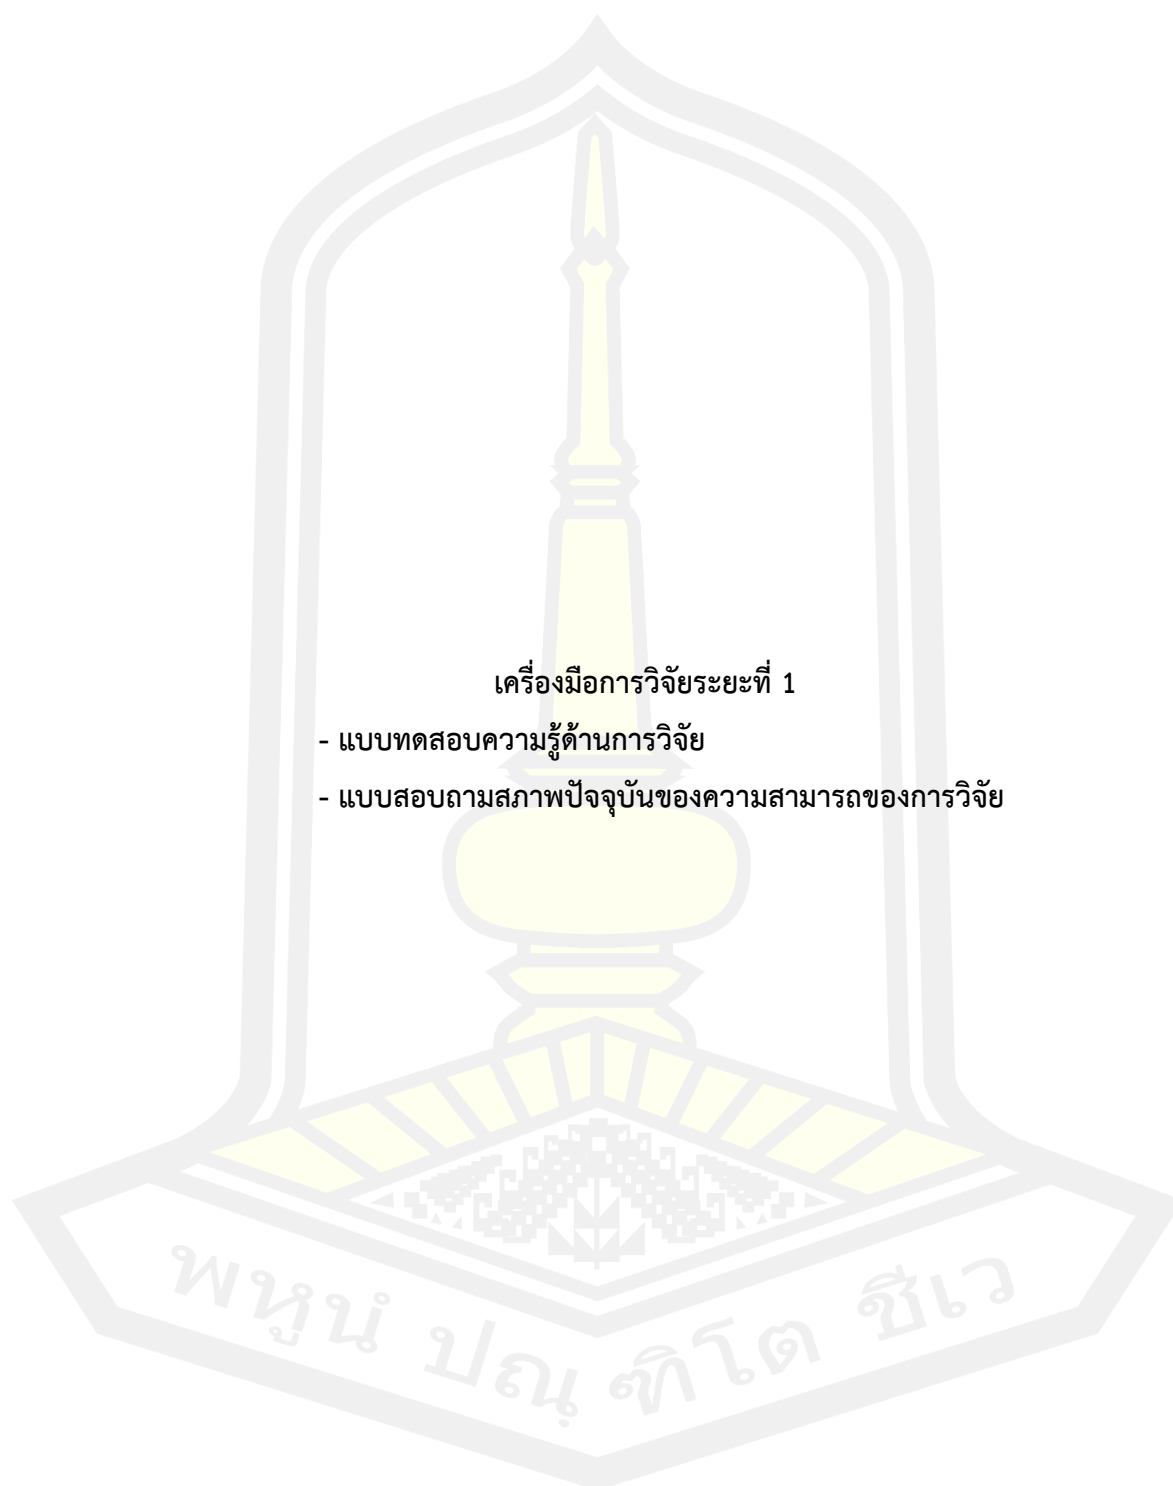 เครื่องมือการวิจัยระยะที่ 1
- แบบทดสอบความรู้ด้านการวิจัย
- แบบสอบถามสภาพปัจจุบันของความสามารถของการวิจัย
พหูนํ ปณฺฑิโต ชีเว